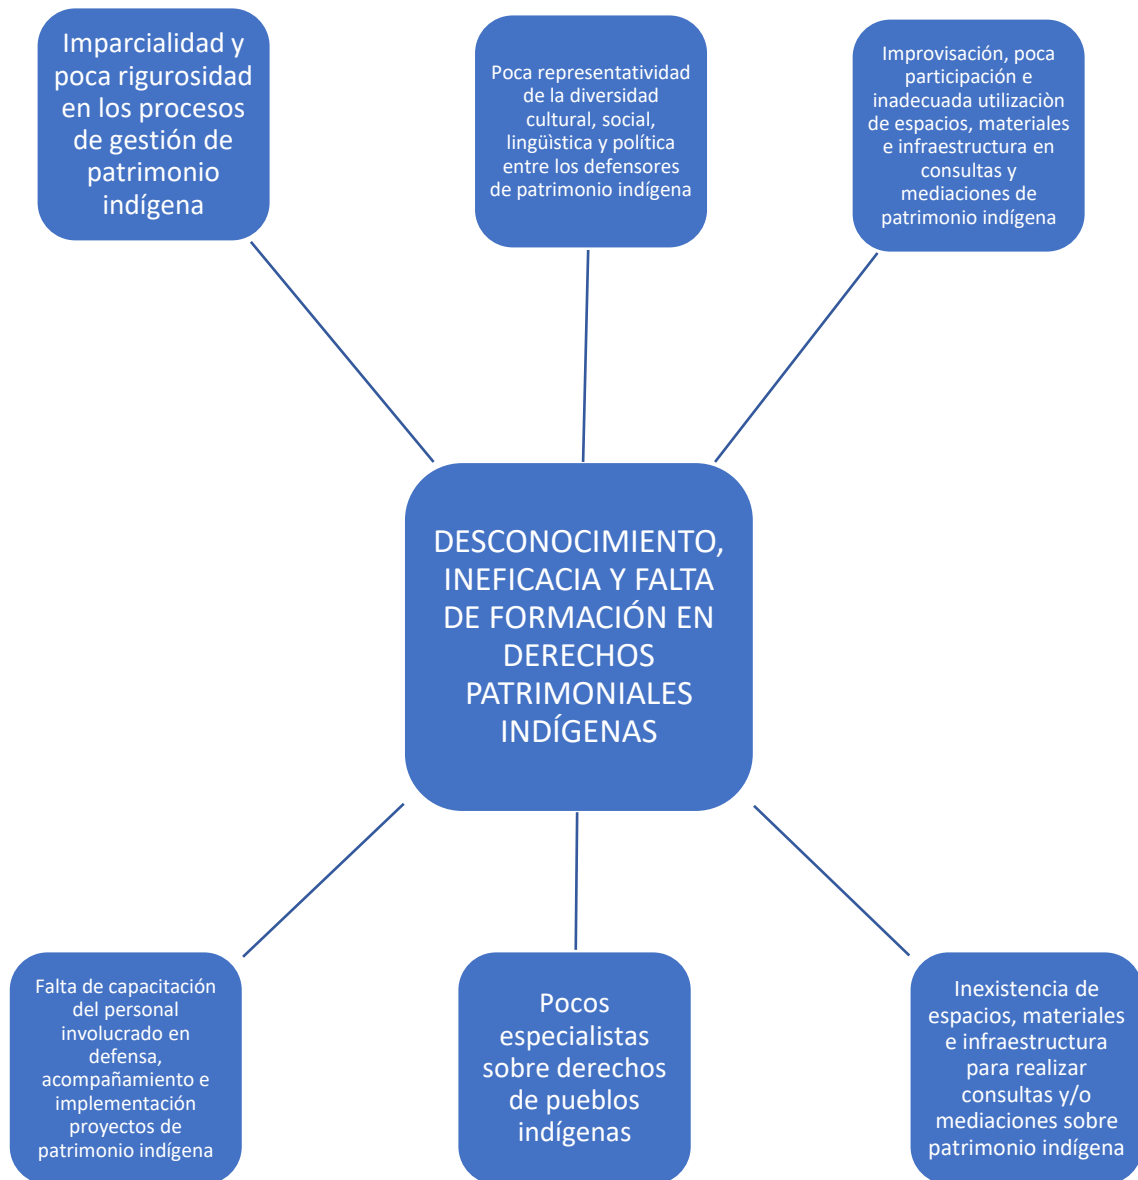 Imparcialidad y
poca rigurosidad
en los procesos
de gestión de
patrimonio
indígena
Poca representatividad
de la diversidad
cultural, social,
lingüìstica y política
entre los defensores
de patrimonio indígena
Improvisación, poca
participación e
inadecuada utilizaciòn
de espacios, materiales
e infraestructura en
consultas y
mediaciones de
patrimonio indígena
DESCONOCIMIENTO,
INEFICACIA Y FALTA
DE FORMACIÓN EN
DERECHOS
PATRIMONIALES
INDÍGENAS
Falta de capacitación
del personal
involucrado en
defensa,
acompañamiento e
implementación
proyectos de
patrimonio indígena
Pocos
especialistas
sobre derechos
de pueblos
indígenas
Inexistencia de
espacios, materiales
e infraestructura
para realizar
consultas y/o
mediaciones sobre
patrimonio indígena